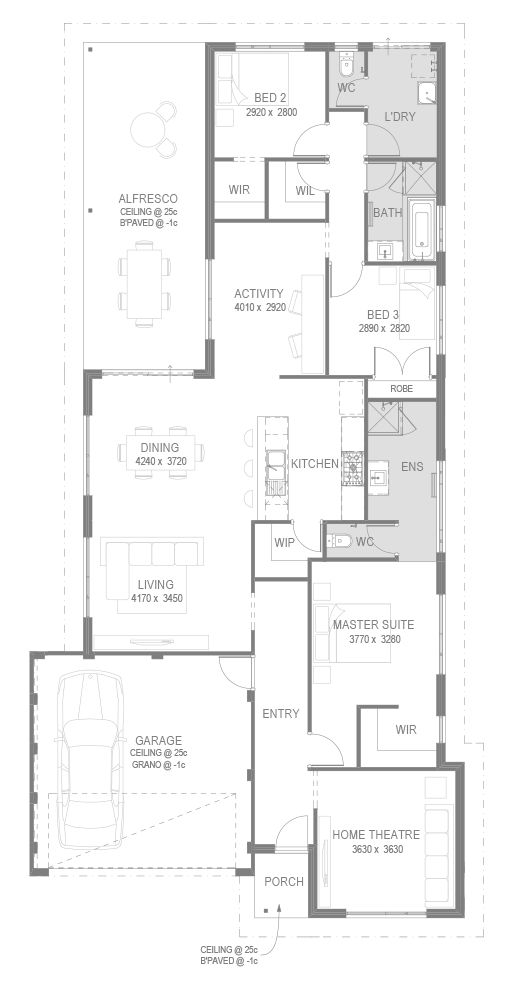 BED 2
2920 x 2800
WC
L'DRY
WIR
WIL
BATH
ALFRESCO
CEILING @ 25c
B'PAVED @ -1c
ACTIVITY
4010 x 2920
BED 3
2890 x 2820
ROBE
DINING
4240 x 3720
KITCHEN
ENS
WIP
WC
LIVING
4170 x 3450
MASTER SUITE
3770 x 3280
ENTRY
WIR
GARAGE
CEILING @ 25c
GRANO @ -1c
HOME THEATRE
3630 x 3630
PORCH
CEILING @ 25c
B'PAVED @ -1c